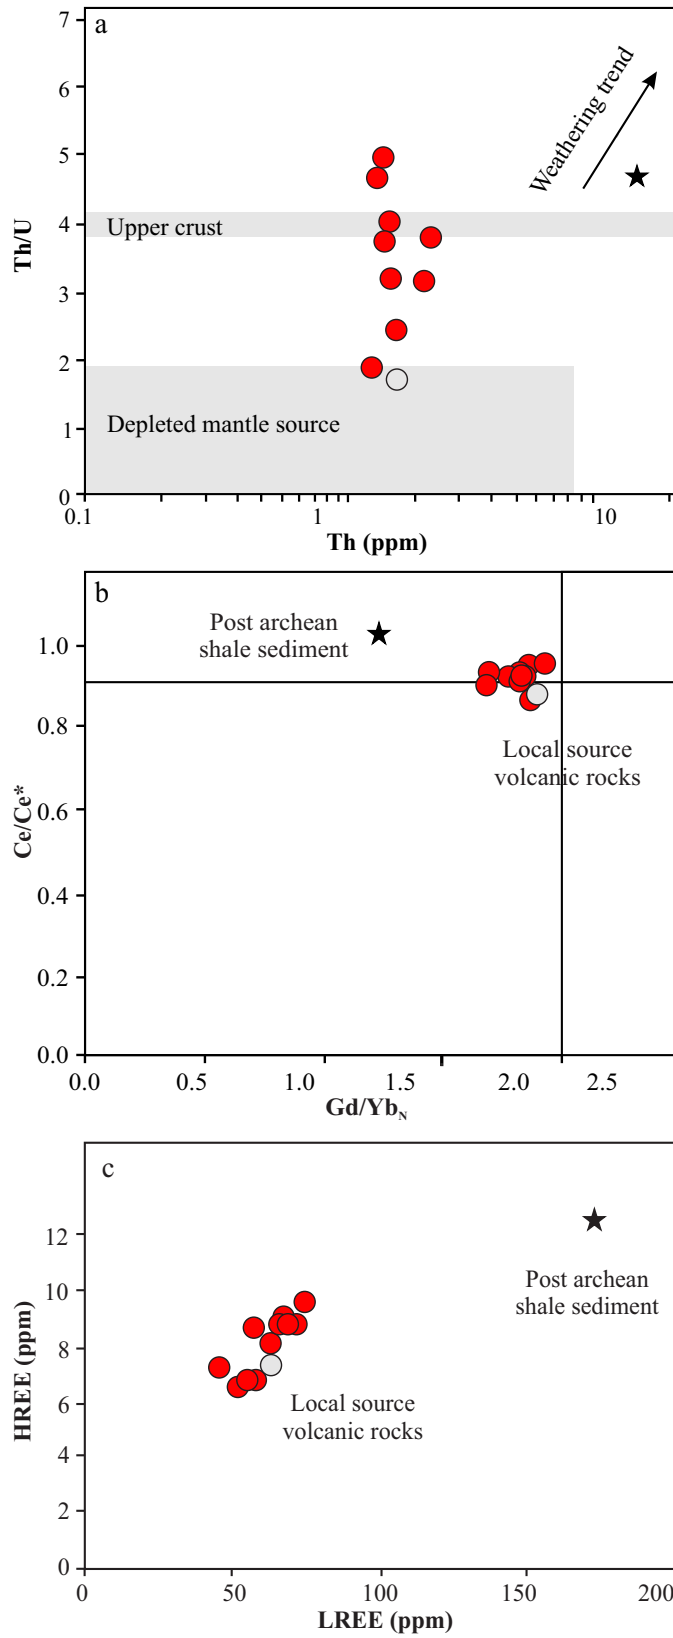 a
7
6
5
4
3
2
1
0
Th/U
Weathering trend
Upper crust
Depleted mantle source
0.1
1
10
Th (ppm)
b
1.0
0.8
0.6
0.4
0.2
0.0
Ce/Ce*
Post archean
shale sediment
Local source
volcanic rocks
0.0
0.5
1.0
1.5
2.0
2.5
Gd/YbN
c
12
10
8
6
4
2
0
HREE (ppm)
Post archean
shale sediment
Local source
volcanic rocks
0
50
100
150
200
LREE (ppm)